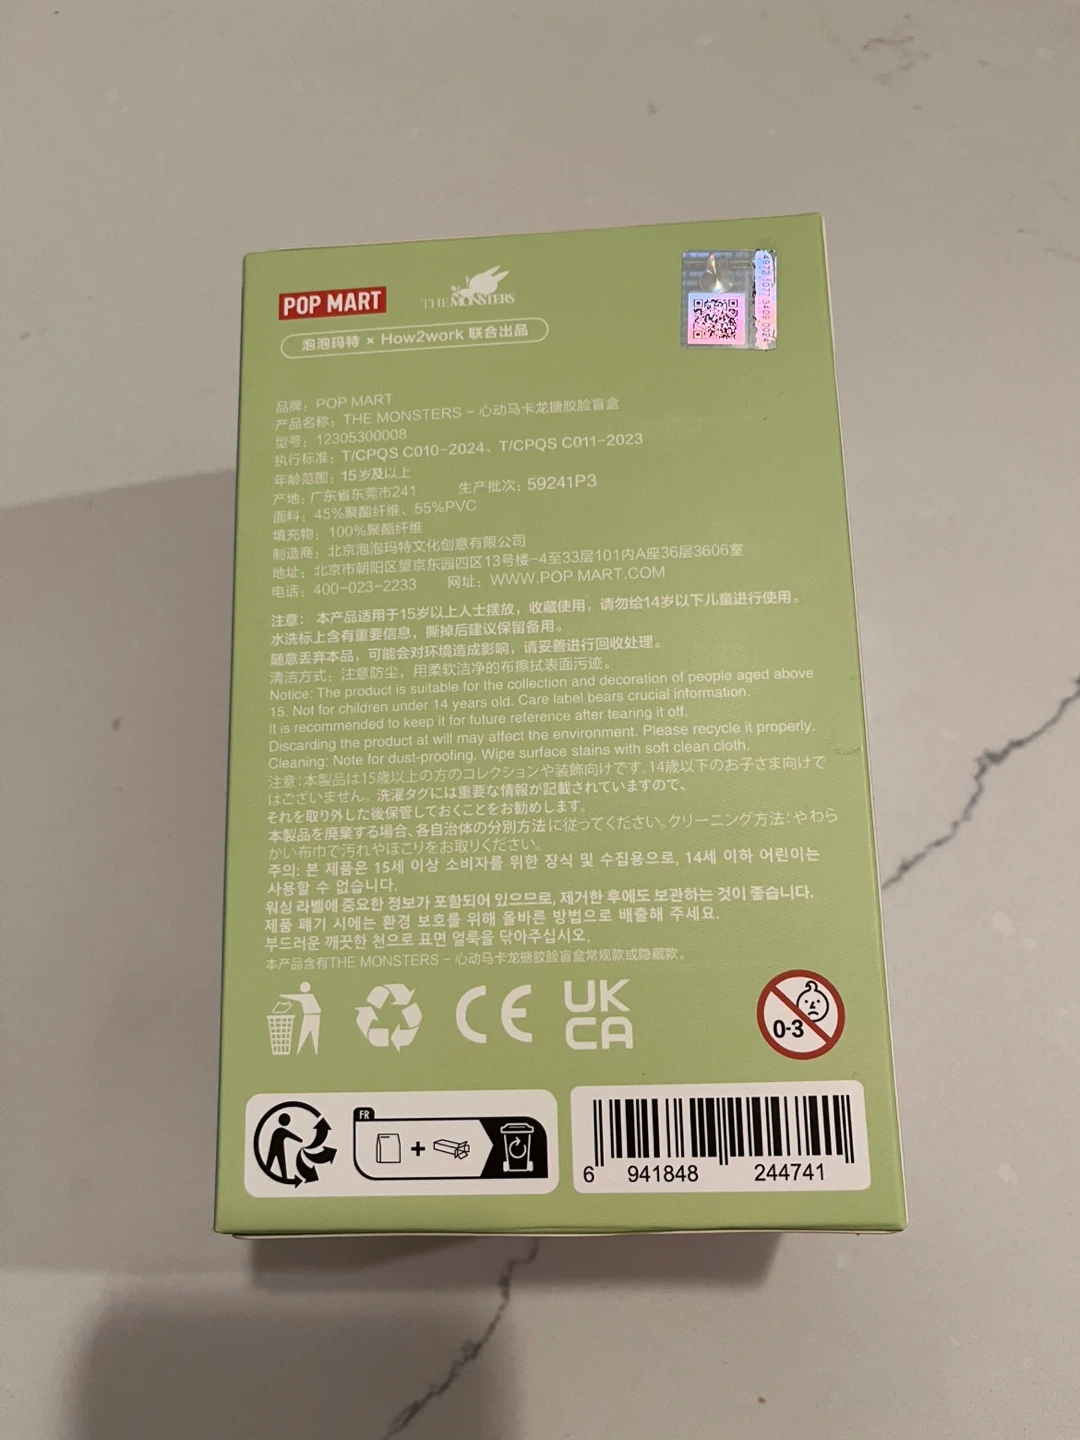 POP MART
THE MONSTERS
泡泡玛特 × How2work 联合出品
4972 1077 3409 0024
品牌：POP MART
产品名称：THE MONSTERS – 心动马卡龙搪胶脸盲盒
型号：12305300008
执行标准：T/CPQS C010-2024、T/CPQS C011-2023
年龄范围：15岁及以上
产地：广东省东莞市241 生产批次：59241P3
面料：45%聚酯纤维、55%PVC
填充物：100%聚酯纤维
制造商：北京泡泡玛特文化创意有限公司
地址：北京市朝阳区望京东园四区13号楼-4至33层101内A座36层3606室
电话：400-023-2233 网址：WWW.POP MART.COM
注意：本产品适用于15岁以上人士摆放，收藏使用，请勿给14岁以下儿童进行使用。
水洗标上含有重要信息，撕掉后建议保留备用。
随意丢弃本品，可能会对环境造成影响，请妥善进行回收处理。
清洁方式：注意防尘，用柔软洁净的布擦拭表面污迹。
Notice: The product is suitable for the collection and decoration of people aged above
15. Not for children under 14 years old. Care label bears crucial information.
It is recommended to keep it for future reference after tearing it off.
Discarding the product at will may affect the environment. Please recycle it properly.
Cleaning: Note for dust-proofing. Wipe surface stains with soft clean cloth.
注意：本製品は15歳以上の方のコレクションや装飾向けです。14歳以下のお子さま向けで
はございません。洗濯タグには重要な情報が記載されていますので、
それを取り外した後保管しておくことをお勧めします。
本製品を廃棄する場合、各自治体の分別方法に従ってください。クリーニング方法：やわら
かい布巾で汚れやほこりをお取りください。
주의: 본 제품은 15세 이상 소비자를 위한 장식 및 수집용으로, 14세 이하 어린이는
사용할 수 없습니다.
워싱 라벨에 중요한 정보가 포함되어 있으므로, 제거한 후에도 보관하는 것이 좋습니다.
제품 폐기 시에는 환경 보호를 위해 올바른 방법으로 배출해 주세요.
부드러운 깨끗한 천으로 표면 얼룩을 닦아주십시오.
本产品含有THE MONSTERS – 心动马卡龙搪胶脸盲盒常规款或隐藏款。
CE
UK
CA
0-3
FR
+
6 941848 244741